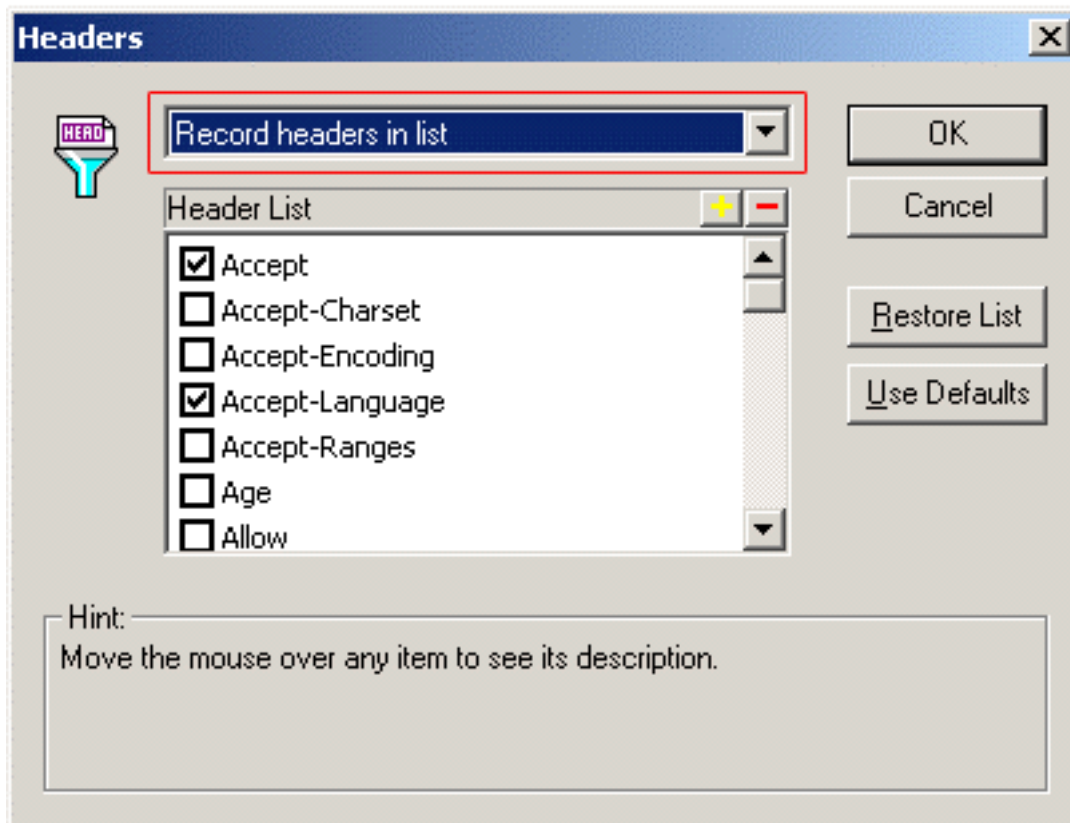 Headers
HEAD
Record headers in list
OK
Header List
Cancel
Accept
Accept-Charset
Restore List
Accept-Encoding
Accept-Language
Use Defaults
Accept-Ranges
Age
Allow
Hint:
Move the mouse over any item to see its description.